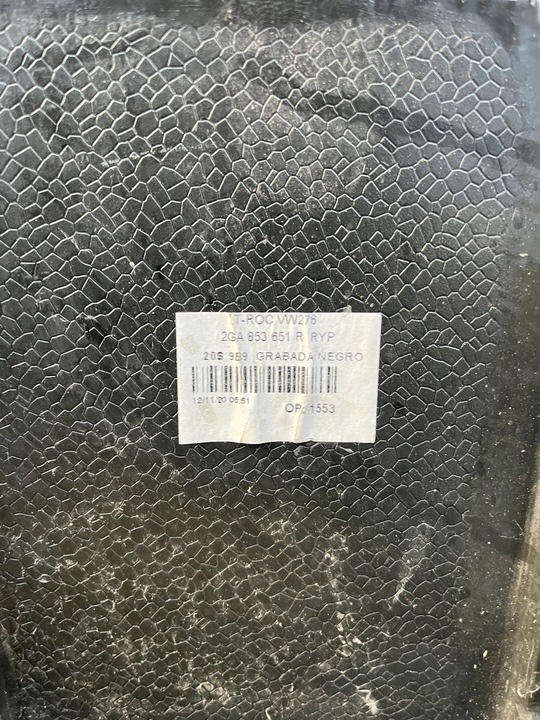 T-ROC VW276
2GA 853 651 R RYP
20S 9B9 GRABADA NEGRO
12/11/20 05:51
OP: 1553